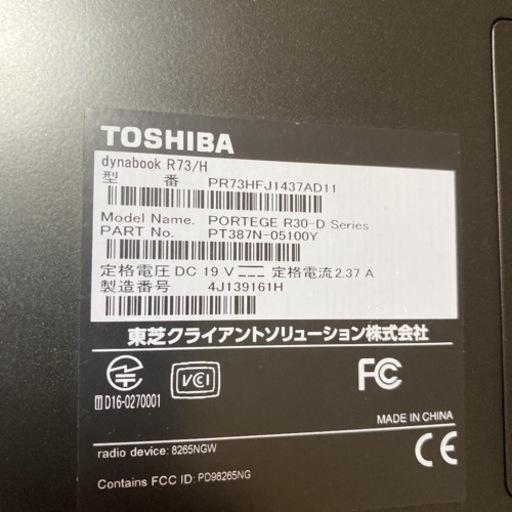 TOSHIBA
dynabook R73/H
型 番 PR73HFJ1437AD11
Model Name. PORTEGE R30-D Series
PART No. PT387N-05100Y
定格電圧 DC 19 V 定格電流 2.37 A
製造番号 4J139161H
東芝クライアントソリューション株式会社
VCI
FC
D16-0270001
MADE IN CHINA
radio device: 8265NGW
CE
Contains FCC ID: PD98265NG